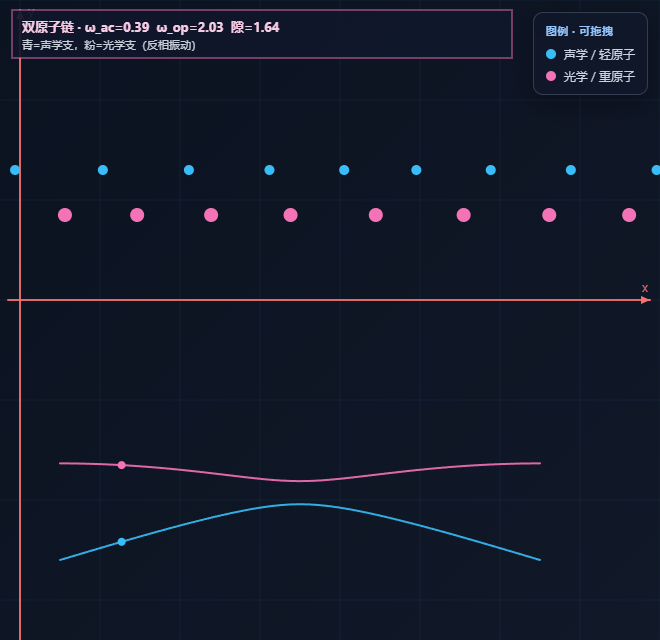 双原子链 · ω_ac=0.39 ω_op=2.03 隙=1.64
青=声学支，粉=光学支（反相振动）
图例 · 可拖拽
声学 / 轻原子
光学 / 重原子
x